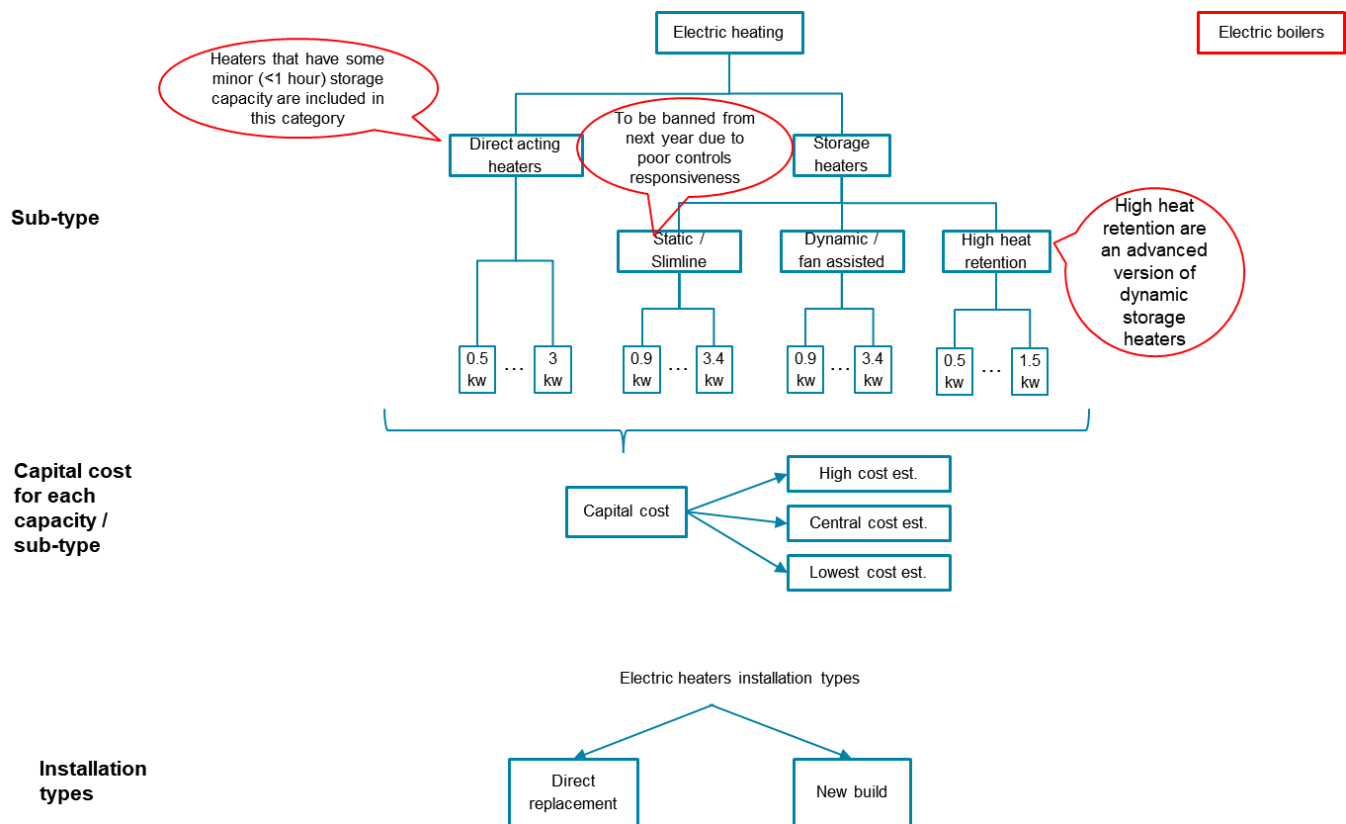 Electric heating
Electric boilers
Heaters that have some
minor (<1 hour) storage
capacity are included in
this category
To be banned from
next year due to
poor controls
responsiveness
Direct acting
heaters
Storage
heaters
Sub-type
High heat
retention are
an advanced
version of
dynamic
storage
heaters
Static /
Slimline
Dynamic /
fan assisted
High heat
retention
0.5
kw
...
3
kw
0.9
kw
...
3.4
kw
0.9
kw
...
3.4
kw
0.5
kw
...
1.5
kw
Capital cost
for each
capacity /
sub-type
Capital cost
High cost est.
Central cost est.
Lowest cost est.
Electric heaters installation types
Installation
types
Direct
replacement
New build